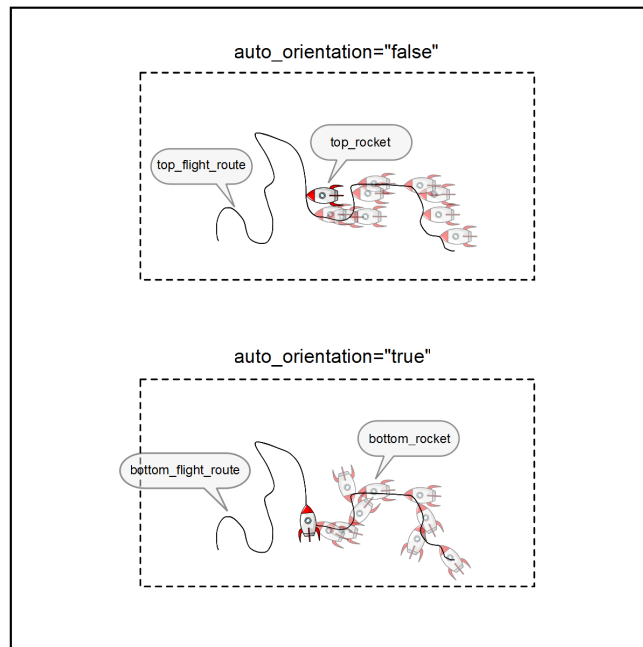 auto_orientation="false"
top_rocket
top_flight_route
auto_orientation="true"
bottom_rocket
bottom_flight_route